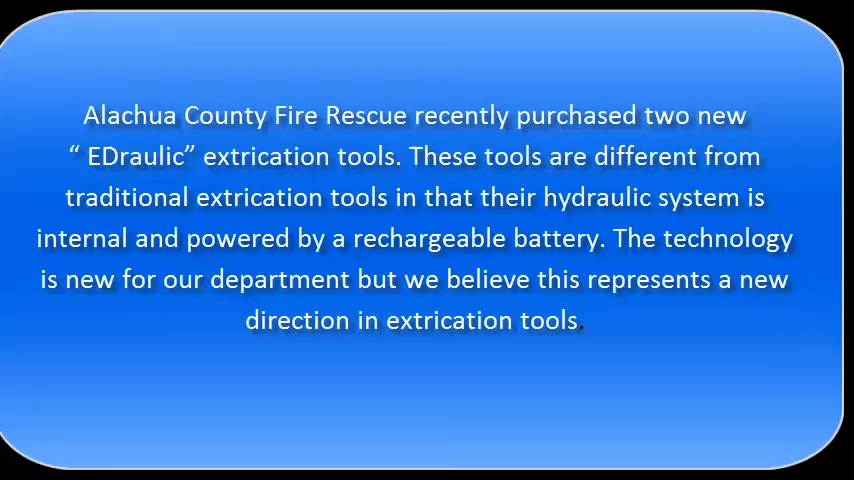 Alachua County Fire Rescue recently purchased two new
“ EDraulic” extrication tools. These tools are different from
traditional extrication tools in that their hydraulic system is
internal and powered by a rechargeable battery. The technology
is new for our department but we believe this represents a new
direction in extrication tools.